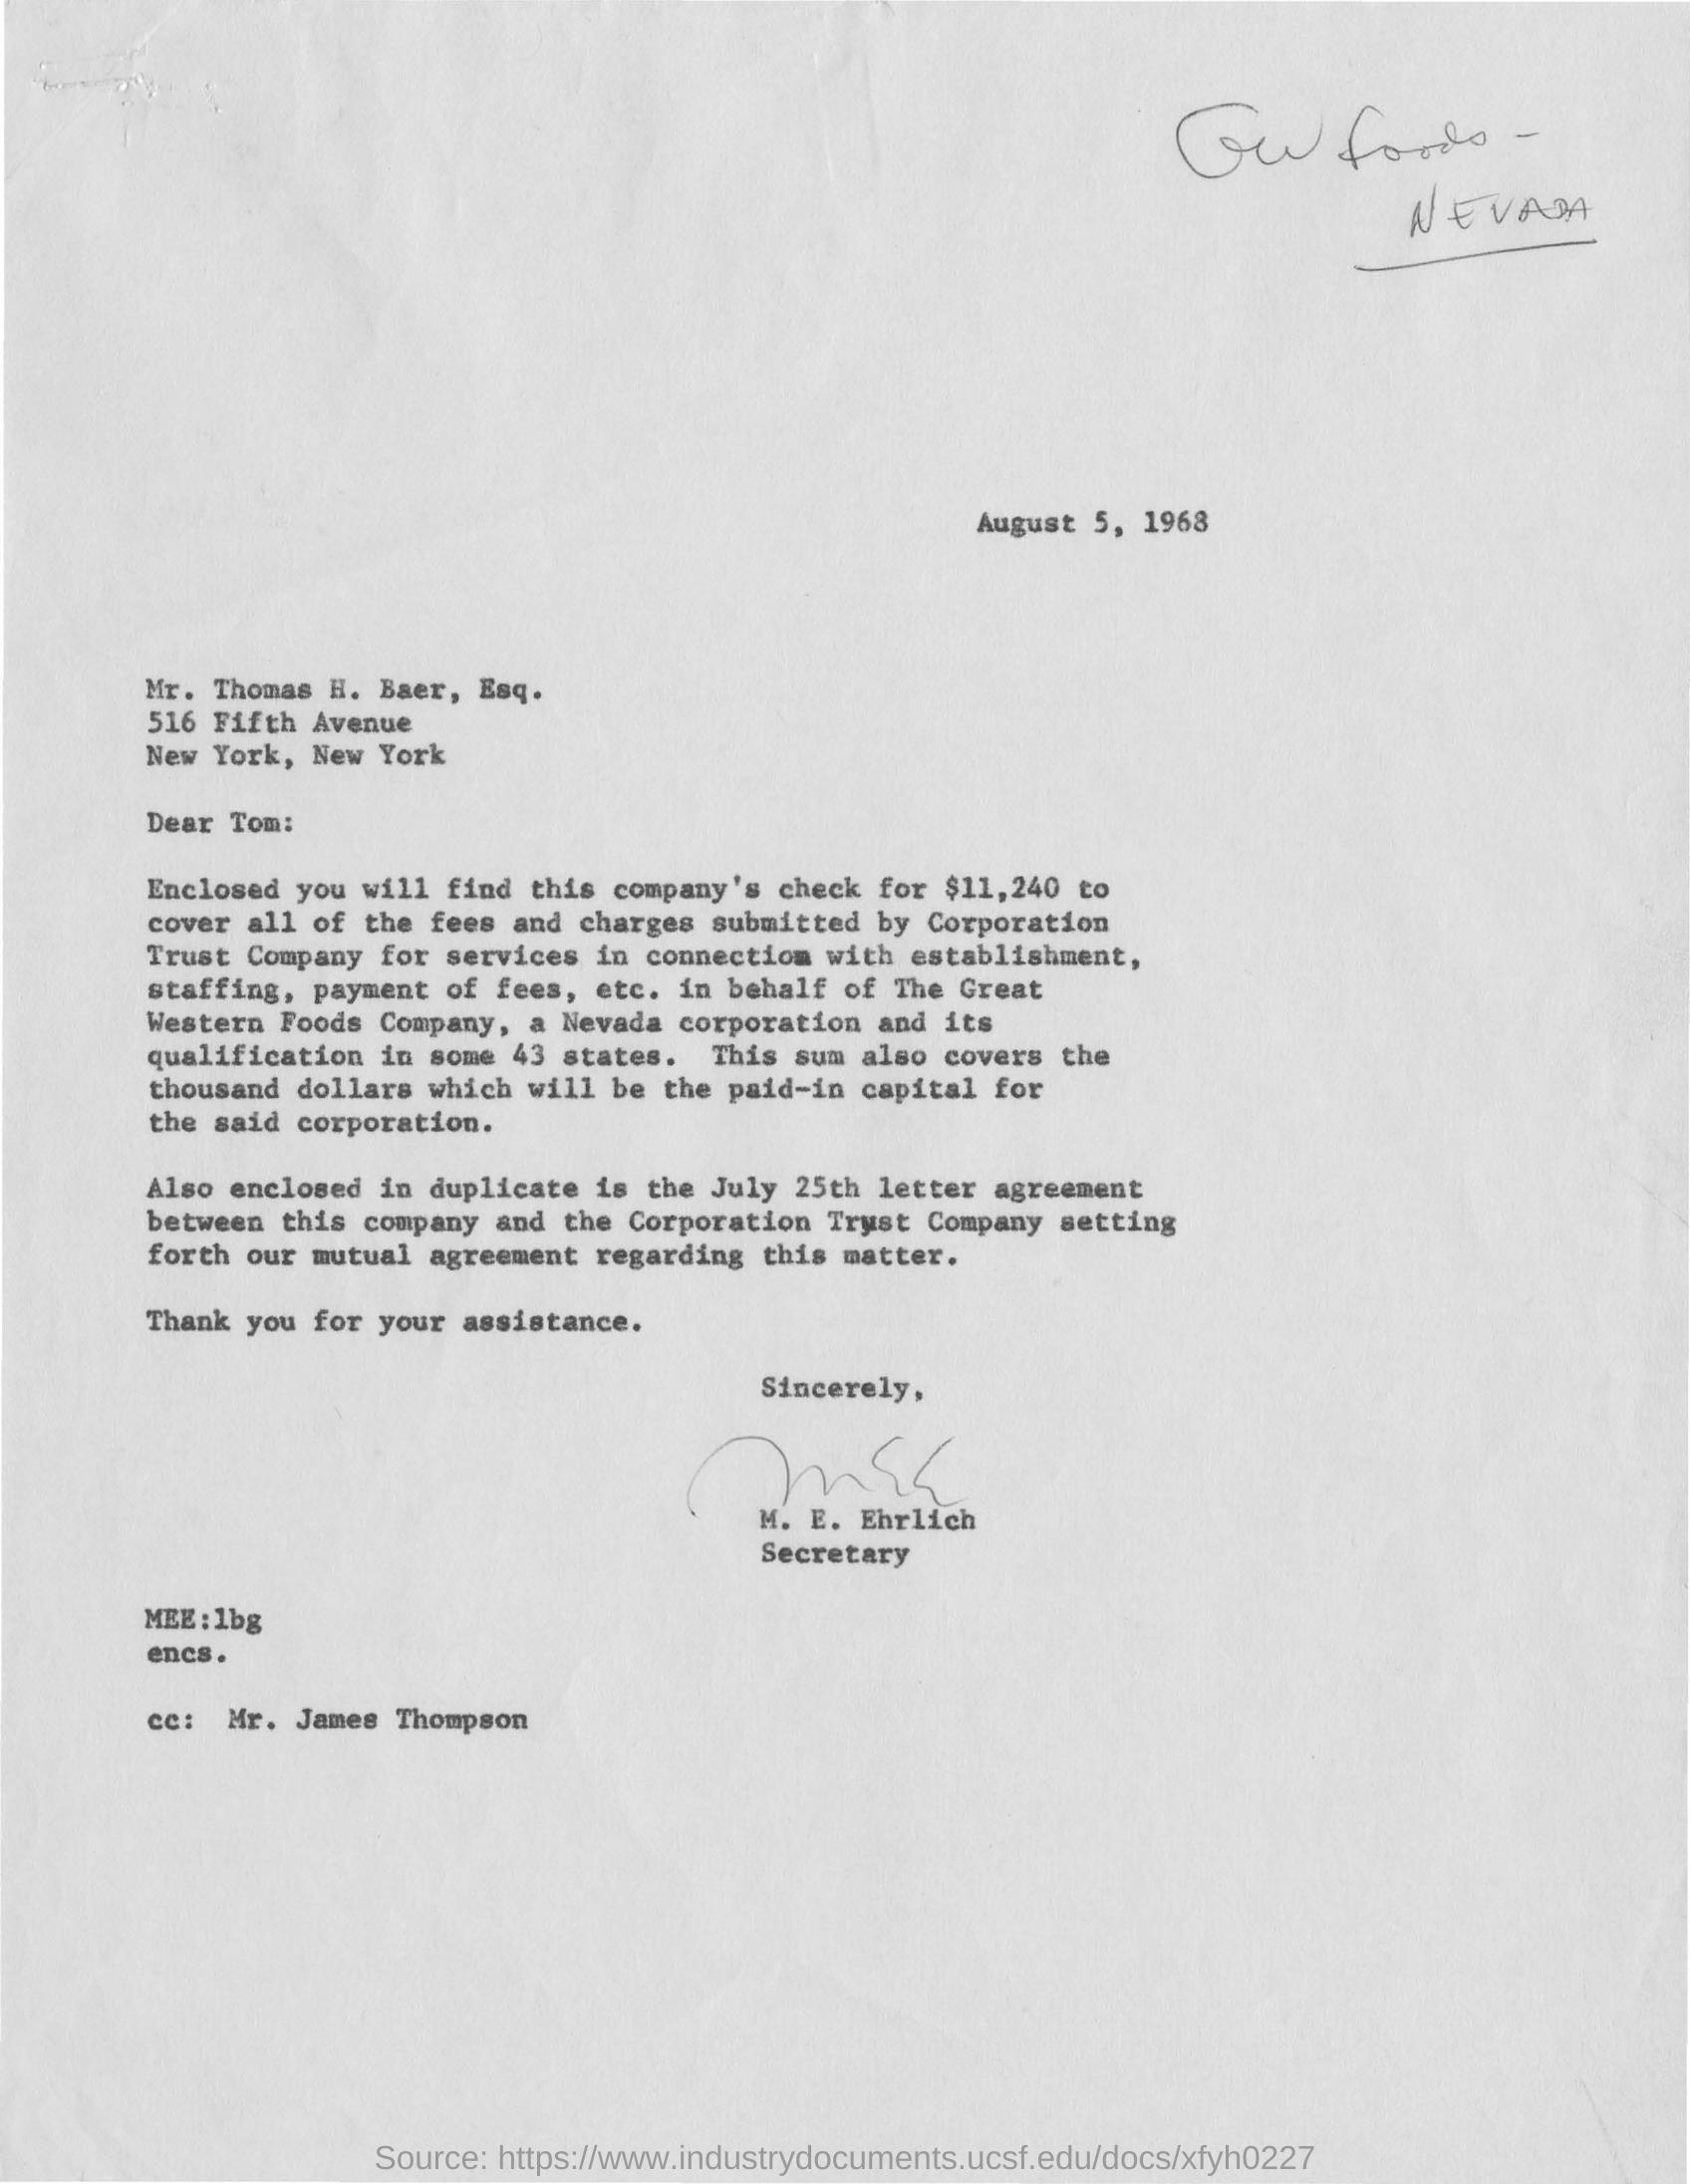 GW foods -
NEVADA
August 5, 1968
Mr. Thomas H. Baer, Esq.
516 Fifth Avenue
New York, New York
Dear Tom:
Enclosed you will find this company's check for $11,240 to
cover all of the fees and charges submitted by Corporation
Trust Company for services in connection with establishment,
staffing, payment of fees, etc. in behalf of The Great
Western Foods Company, a Nevada corporation and its
qualification in some 43 states.  This sum also covers the
thousand dollars which will be the paid-in capital for
the said corporation.
Also enclosed in duplicate is the July 25th letter agreement
between this company and the Corporation Trust Company setting
forth our mutual agreement regarding this matter.
Thank you for your assistance.
Sincerely,
MEE
M. E. Ehrlich
Secretary
MEE:lbg
encs.
cc:  Mr. James Thompson
Source: https://www.industrydocuments.ucsf.edu/docs/xfyh0227